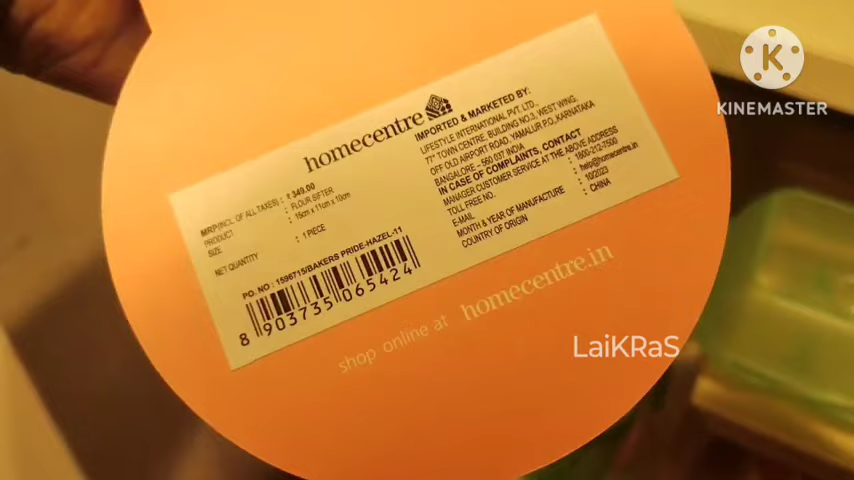 homecentre
MRP(INCL OF ALL TAXES) : ₹ 349.00
PRODUCT : FLOUR SIFTER
SIZE : 15cm x 11cm x 10cm
NET QUANTITY : 1 PIECE
PO. NO : 1596715/BAKERS PRIDE-HAZEL-11
8 903735 065424
IMPORTED & MARKETED BY:
LIFESTYLE INTERNATIONAL PVT. LTD.,
77° TOWN CENTRE, BUILDING NO.3, WEST WING,
OFF OLD AIRPORT ROAD, YAMALUR P.O., KARNATAKA
BANGALORE – 560 037 INDIA
IN CASE OF COMPLAINTS, CONTACT
MANAGER CUSTOMER SERVICE AT THE ABOVE ADDRESS
TOLL FREE NO. : 1800-212-7500
E-MAIL : help@homecentre.in
MONTH & YEAR OF MANUFACTURE : 10/2023
COUNTRY OF ORIGIN : CHINA
shop online at homecentre.in
K
KINEMASTER
LaiKRaS